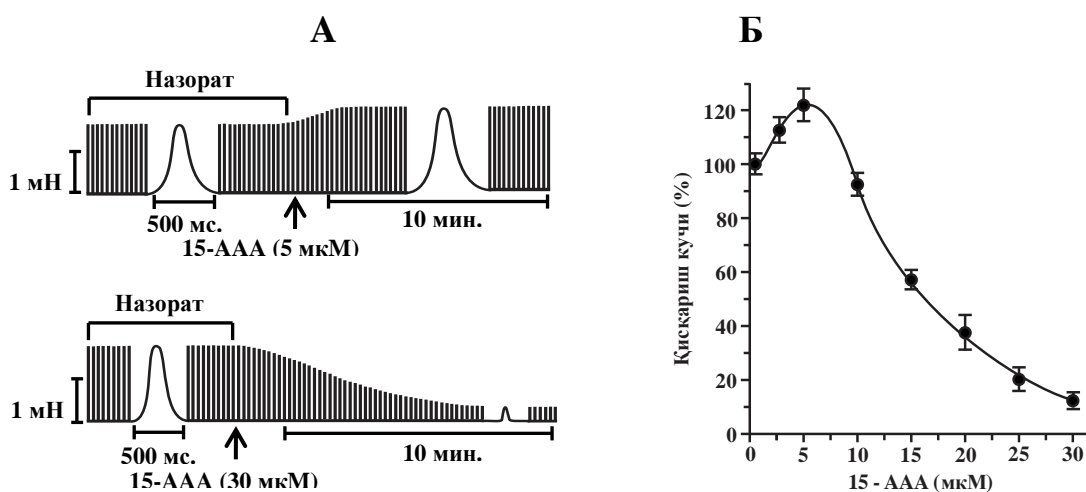 А
Назорат
1 мН
500 мс.
10 мин.
15-ААА (5 мкМ)
Назорат
1 мН
500 мс.
10 мин.
15-ААА (30 мкМ)
Б
Қисқариш кучи (%)
120
100
80
60
40
20
0
0 5 10 15 20 25 30
15 - ААА (мкМ)